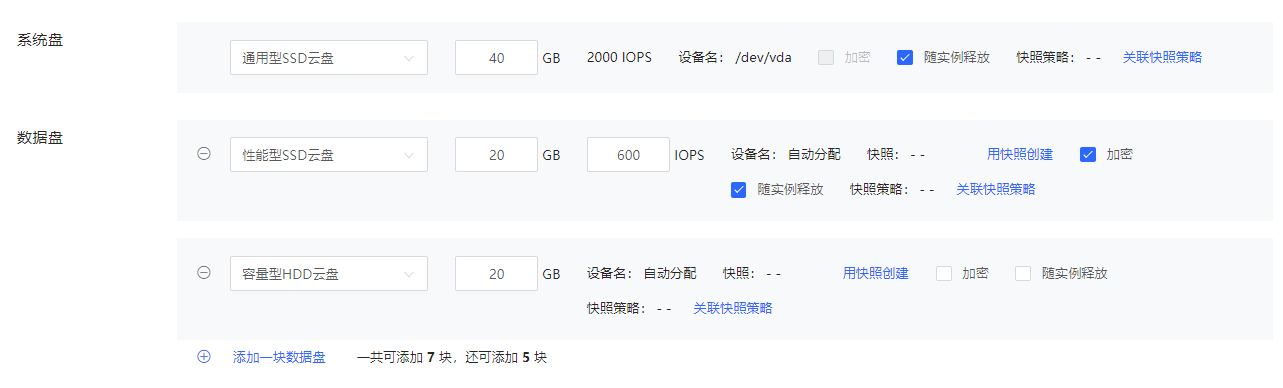 系统盘
通用型SSD云盘 40 GB 2000 IOPS 设备名： /dev/vda 加密 随实例释放 快照策略：- - 关联快照策略
数据盘
性能型SSD云盘 20 GB 600 IOPS 设备名： 自动分配 快照：- - 用快照创建 加密
随实例释放 快照策略：- - 关联快照策略
容量型HDD云盘 20 GB 设备名： 自动分配 快照：- - 用快照创建 加密 随实例释放
快照策略：- - 关联快照策略
添加一块数据盘 一共可添加 7 块，还可添加 5 块